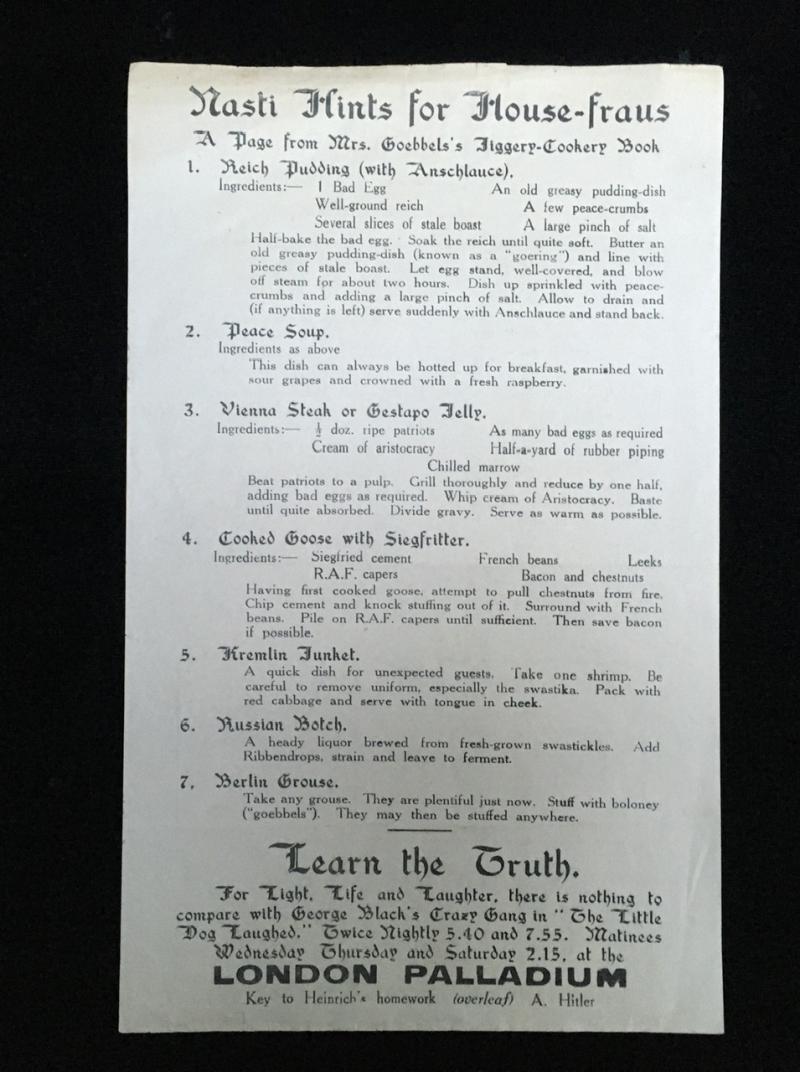 Nasti Hints for House-fraus
A Page from Mrs. Goebbels's Jiggery-Cookery Book
1. Reich Pudding (with Anschlauce).
Ingredients:— 1 Bad Egg An old greasy pudding-dish
Well-ground reich A few peace-crumbs
Several slices of stale boast A large pinch of salt
Half-bake the bad egg. Soak the reich until quite soft. Butter an
old greasy pudding-dish (known as a "goering") and line with
pieces of stale boast. Let egg stand, well-covered, and blow
off steam for about two hours. Dish up sprinkled with peace-
crumbs and adding a large pinch of salt. Allow to drain and
(if anything is left) serve suddenly with Anschlauce and stand back.
2. Peace Soup.
Ingredients as above
This dish can always be hotted up for breakfast, garnished with
sour grapes and crowned with a fresh raspberry.
3. Vienna Steak or Gestapo Jelly.
Ingredients:— ½ doz. ripe patriots As many bad eggs as required
Cream of aristocracy Half-a-yard of rubber piping
Chilled marrow
Beat patriots to a pulp. Grill thoroughly and reduce by one half,
adding bad eggs as required. Whip cream of Aristocracy. Baste
until quite absorbed. Divide gravy. Serve as warm as possible.
4. Cooked Goose with Siegfritter.
Ingredients:— Siegfried cement French beans Leeks
R.A.F. capers Bacon and chestnuts
Having first cooked goose, attempt to pull chestnuts from fire.
Chip cement and knock stuffing out of it. Surround with French
beans. Pile on R.A.F. capers until sufficient. Then save bacon
if possible.
5. Kremlin Junket.
A quick dish for unexpected guests. Take one shrimp. Be
careful to remove uniform, especially the swastika. Pack with
red cabbage and serve with tongue in cheek.
6. Russian Botch.
A heady liquor brewed from fresh-grown swastickles. Add
Ribbendrops, strain and leave to ferment.
7. Berlin Grouse.
Take any grouse. They are plentiful just now. Stuff with boloney
("goebbels"). They may then be stuffed anywhere.
Learn the Truth.
For Light, Life and Laughter, there is nothing to
compare with George Black's Crazy Gang in "The Little
Dog Laughed." Twice Nightly 5.40 and 7.55. Matinees
Wednesday Thursday and Saturday 2.15, at the
LONDON PALLADIUM
Key to Heinrich's homework (overleaf) A. Hitler